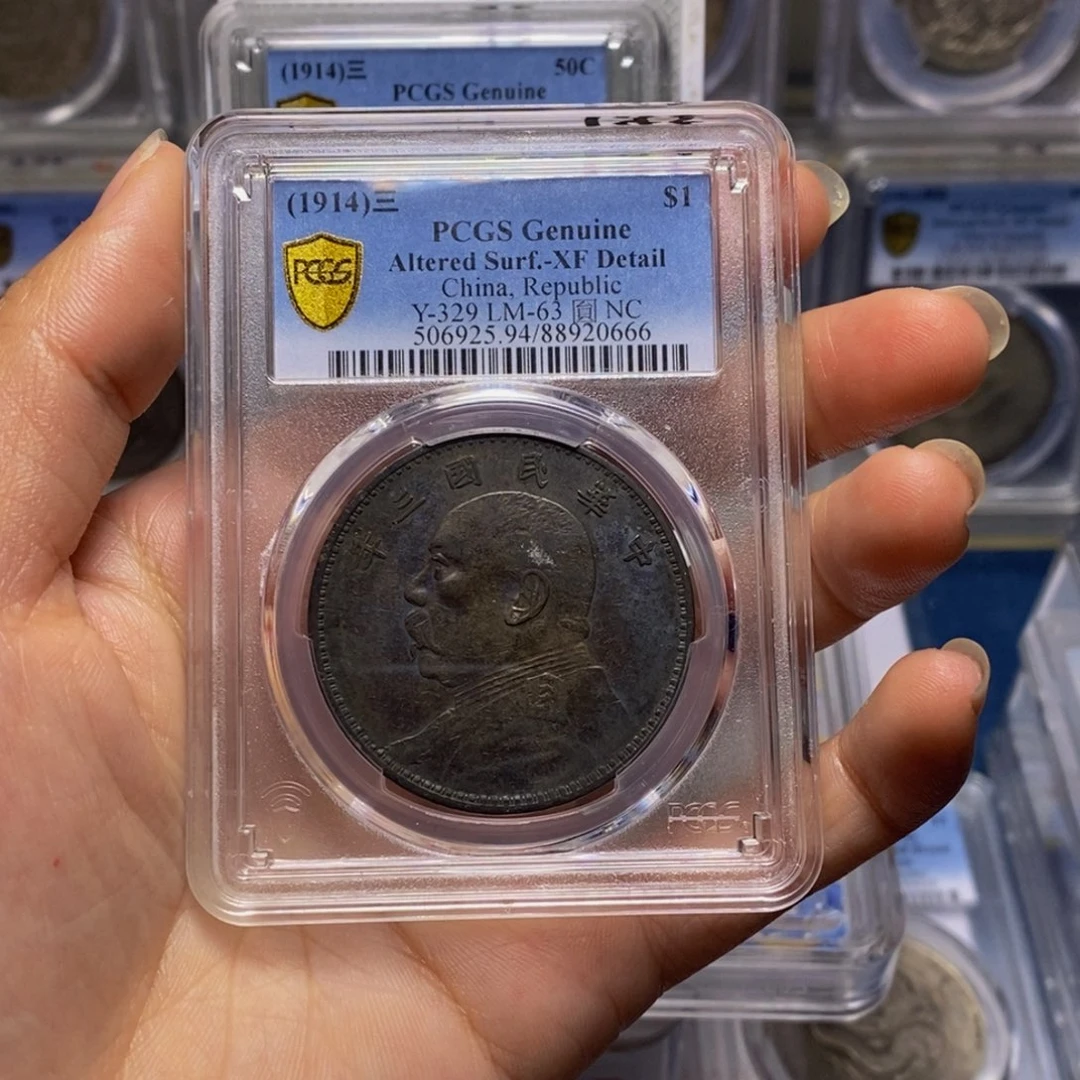 (1914)三 50C
PCGS Genuine
(1914)三 $1
PCGS Genuine
PCGS
Altered Surf.-XF Detail
China, Republic
Y-329 LM-63 圓 NC
506925.94/88920666
中華民國三年
PCGS